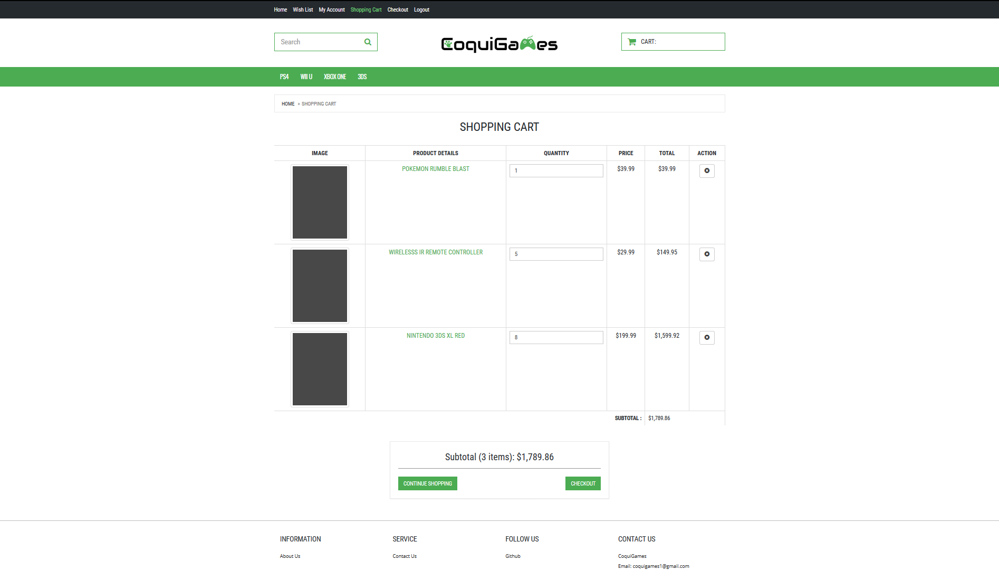 Home Wish List My Account Shopping Cart Checkout Logout
Search
CoquiGames
CART:
PS4 WII U XBOX ONE 3DS
HOME » SHOPPING CART
SHOPPING CART
IMAGE PRODUCT DETAILS QUANTITY PRICE TOTAL ACTION
POKEMON RUMBLE BLAST 1 $39.99 $39.99
WIRELESSS IR REMOTE CONTROLLER 5 $29.99 $149.95
NINTENDO 3DS XL RED 8 $199.99 $1,599.92
SUBTOTAL : $1,789.86
Subtotal (3 items): $1,789.86
CONTINUE SHOPPING CHECKOUT
INFORMATION SERVICE FOLLOW US CONTACT US
About Us Contact Us Github CoquiGames
Email: coquigames1@gmail.com